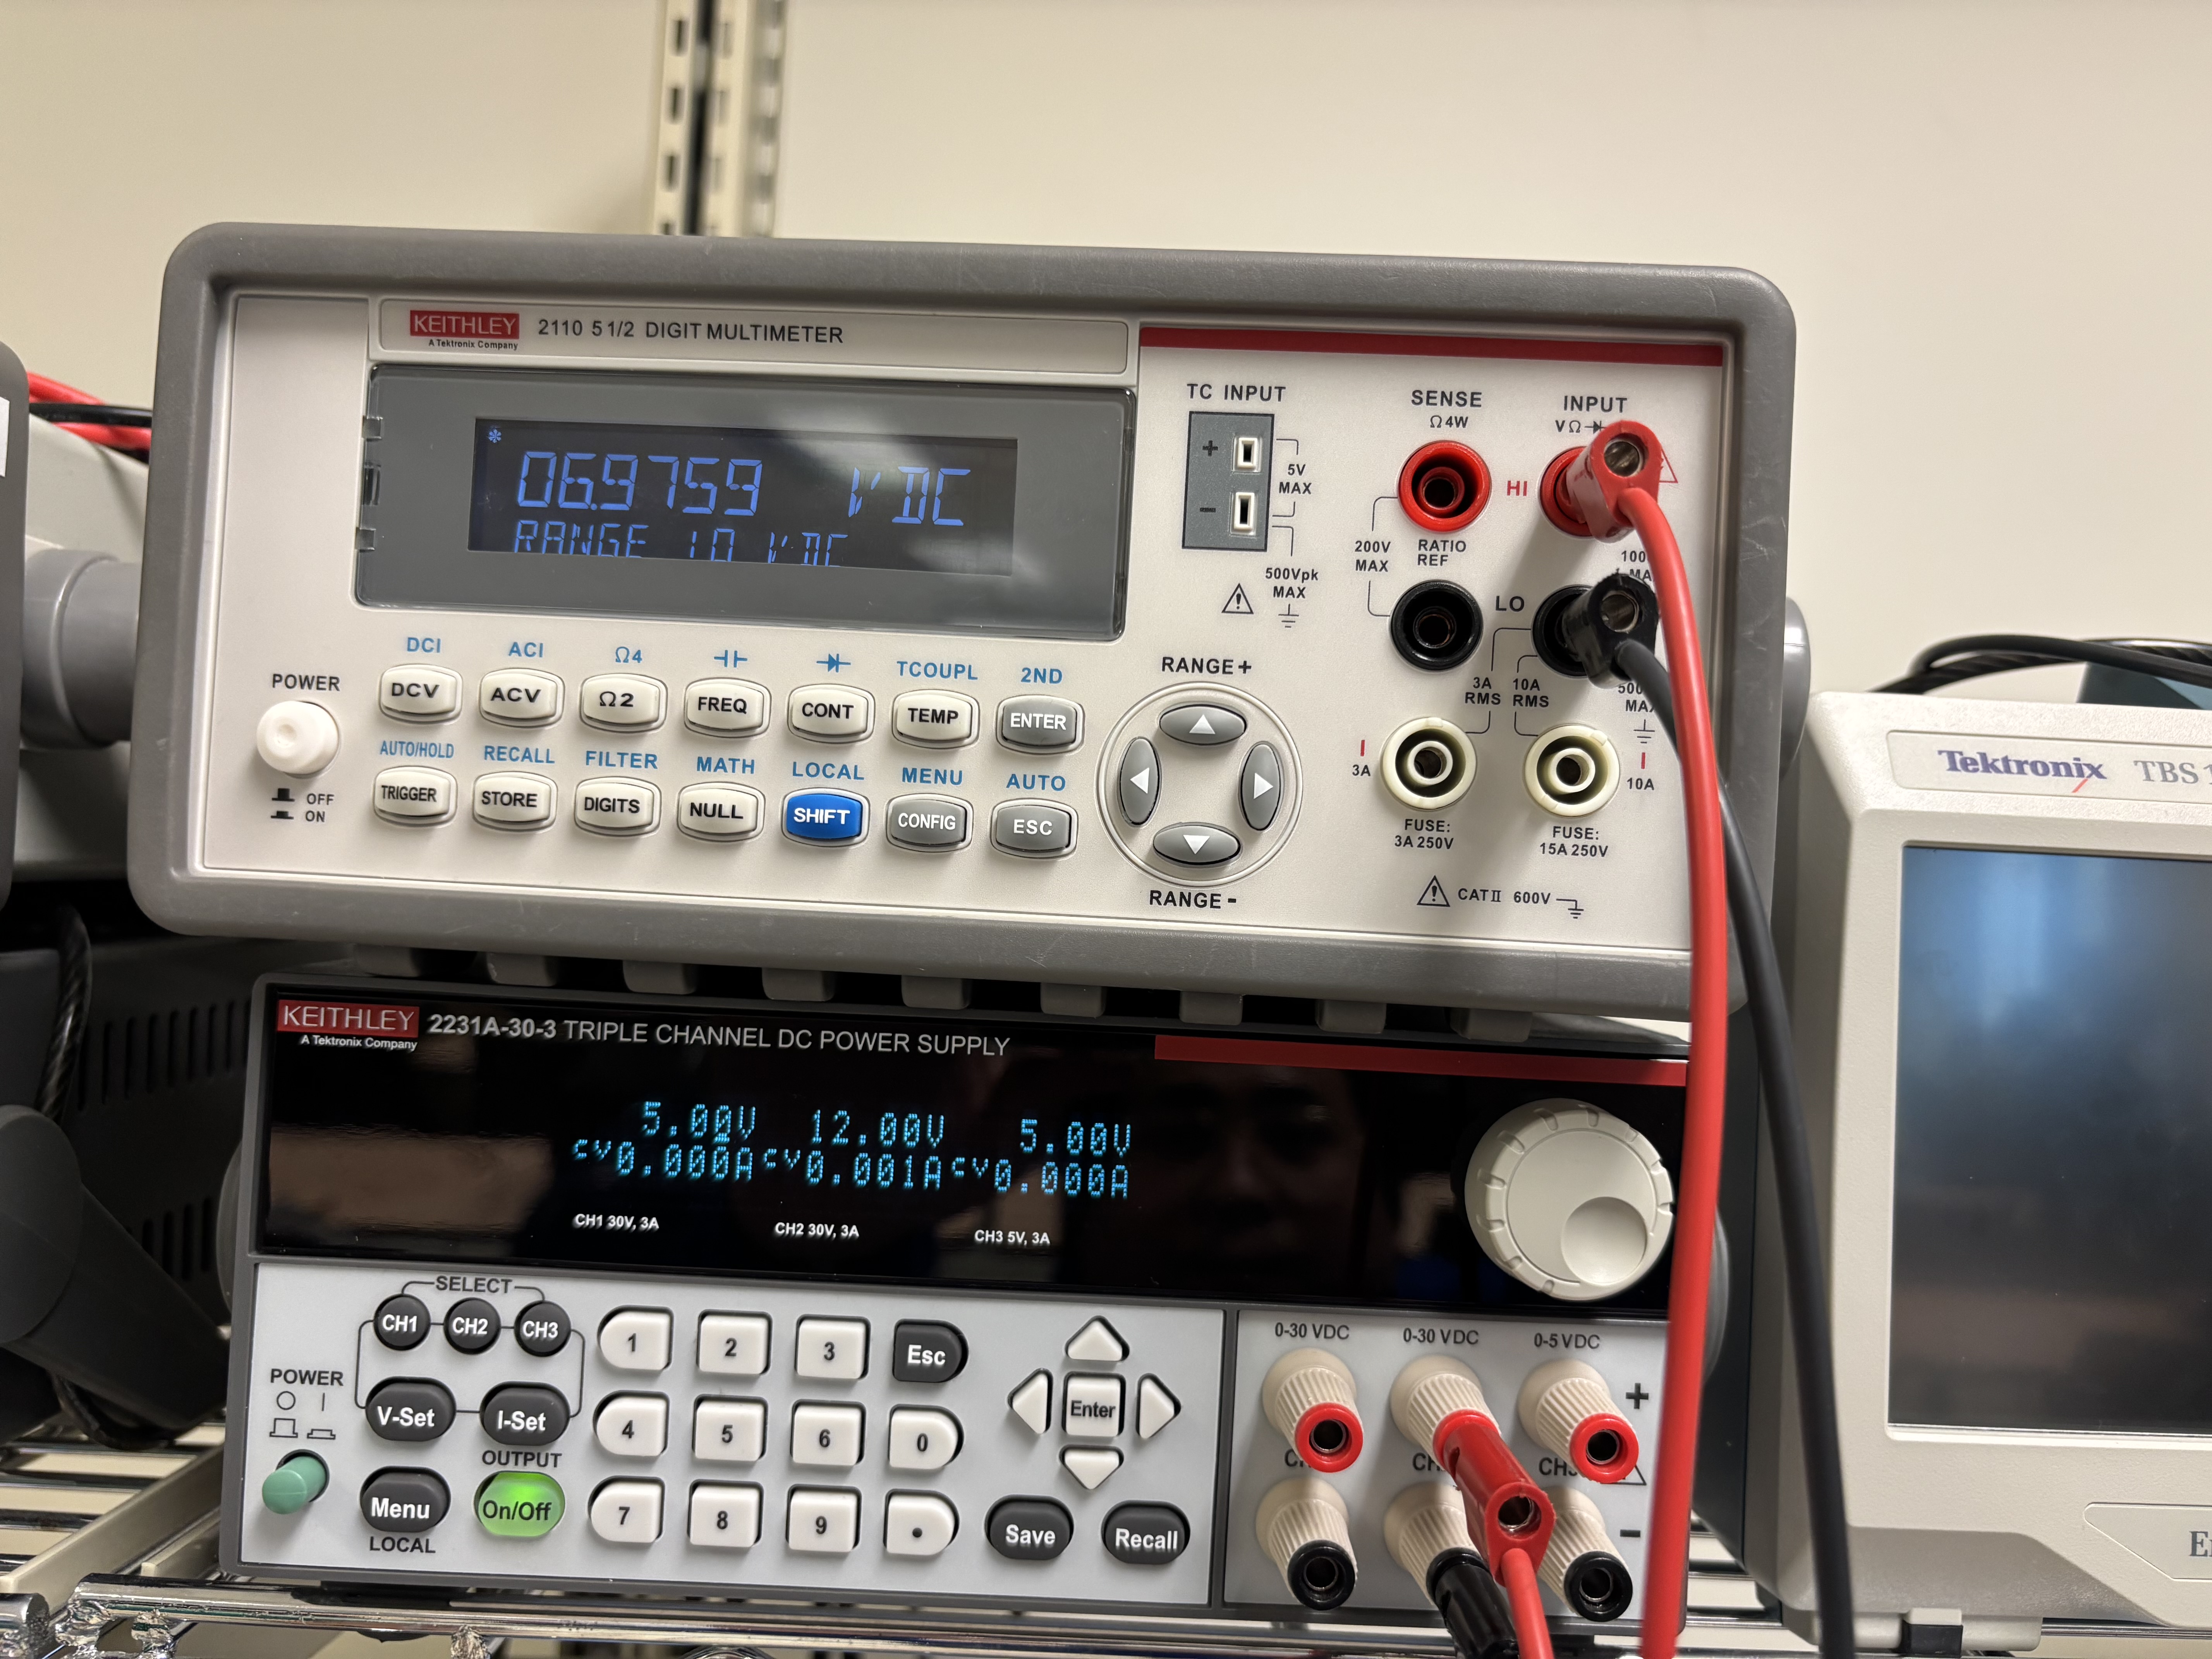 KEITHLEY
A Tektronix Company
2110 5 1/2 DIGIT MULTIMETER
06.9759 VDC
RANGE 10 VDC
TC INPUT
+
5V
MAX
−
500Vpk
MAX
SENSE
Ω4W
INPUT
VΩ
HI
200V
MAX
RATIO
REF
LO
3A
RMS
10A
RMS
3A
10A
FUSE:
3A 250V
FUSE:
15A 250V
CAT II 600V
POWER
OFF
ON
DCI
ACI
Ω4
TCOUPL
2ND
DCV
ACV
Ω2
FREQ
CONT
TEMP
ENTER
AUTO/HOLD
RECALL
FILTER
MATH
LOCAL
MENU
AUTO
TRIGGER
STORE
DIGITS
NULL
SHIFT
CONFIG
ESC
RANGE+
RANGE-
Tektronix
KEITHLEY
A Tektronix Company
2231A-30-3 TRIPLE CHANNEL DC POWER SUPPLY
5.00V 12.00V 5.00V
cv0.000A cv0.001A cv0.000A
CH1 30V, 3A
CH2 30V, 3A
CH3 5V, 3A
SELECT
CH1
CH2
CH3
POWER
V-Set
I-Set
OUTPUT
On/Off
Menu
LOCAL
1
2
3
Esc
4
5
6
0
7
8
9
.
Enter
Save
Recall
0-30 VDC
0-30 VDC
0-5 VDC
+
−